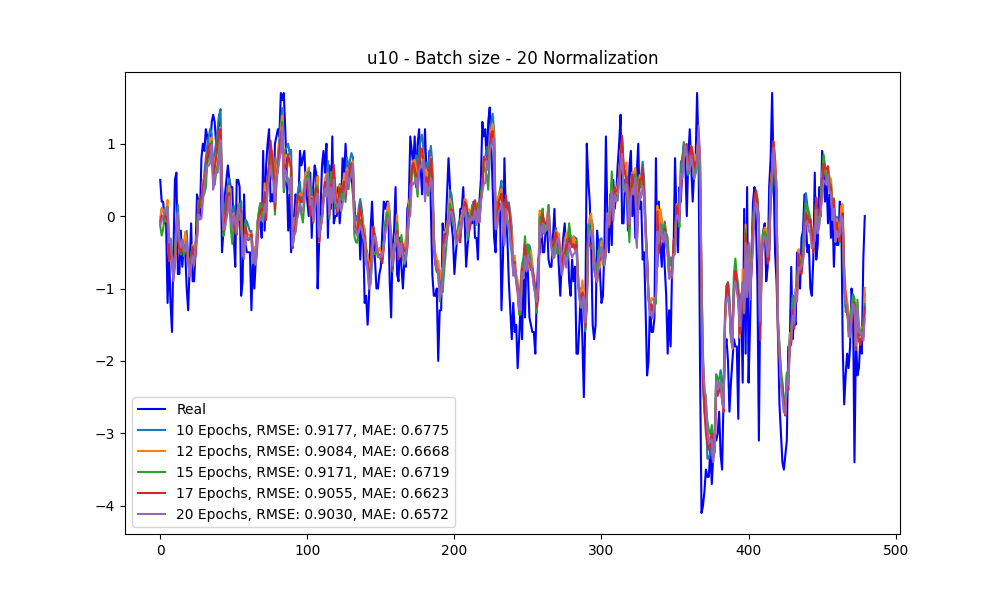 u10 - Batch size - 20 Normalization
1
0
−1
−2
−3
−4
Real
10 Epochs, RMSE: 0.9177, MAE: 0.6775
12 Epochs, RMSE: 0.9084, MAE: 0.6668
15 Epochs, RMSE: 0.9171, MAE: 0.6719
17 Epochs, RMSE: 0.9055, MAE: 0.6623
20 Epochs, RMSE: 0.9030, MAE: 0.6572
0 100 200 300 400 500